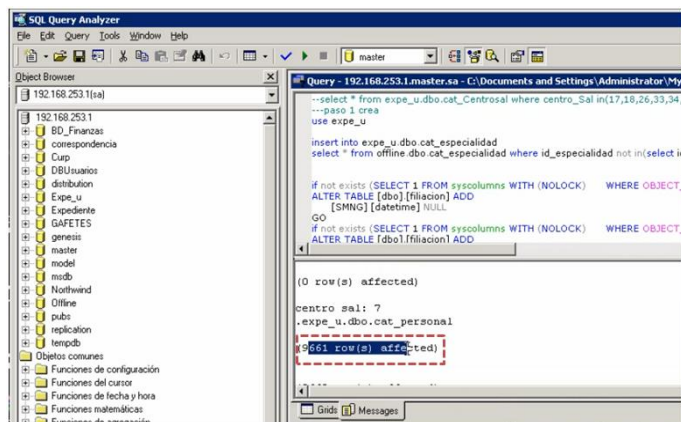 SQL Query Analyzer
File Edit Query Tools Window Help
master
Object Browser
192.168.253.1(sa)
192.168.253.1
BD_Finanzas
correspondencia
Curp
DBUsuarios
distribution
Expe_u
Expediente
GAFETES
genesis
master
model
msdb
Northwind
Offline
pubs
replication
tempdb
Objetos comunes
Funciones de configuración
Funciones del cursor
Funciones de fecha y hora
Funciones matemáticas
Query - 192.168.253.1.master.sa - C:\Documents and Settings\Administrator\My
--select * from expe_u.dbo.cat_Centrosal where centro_Sal in(17,18,26,33,34,
---paso 1 crea
use expe_u
insert into expe_u.dbo.cat_especialidad
select * from offline.dbo.cat_especialidad where id_especialidad not in(select i
if not exists (SELECT 1 FROM syscolumns WITH (NOLOCK) WHERE OBJECT_
ALTER TABLE [dbo].[filiacion] ADD
[SMNG] [datetime] NULL
GO
if not exists (SELECT 1 FROM syscolumns WITH (NOLOCK) WHERE OBJECT_
ALTER TABLE [dbo].[filiacion] ADD
(0 row(s) affected)
centro sal: 7
.expe_u.dbo.cat_personal
(9661 row(s) affected)
Grids Messages